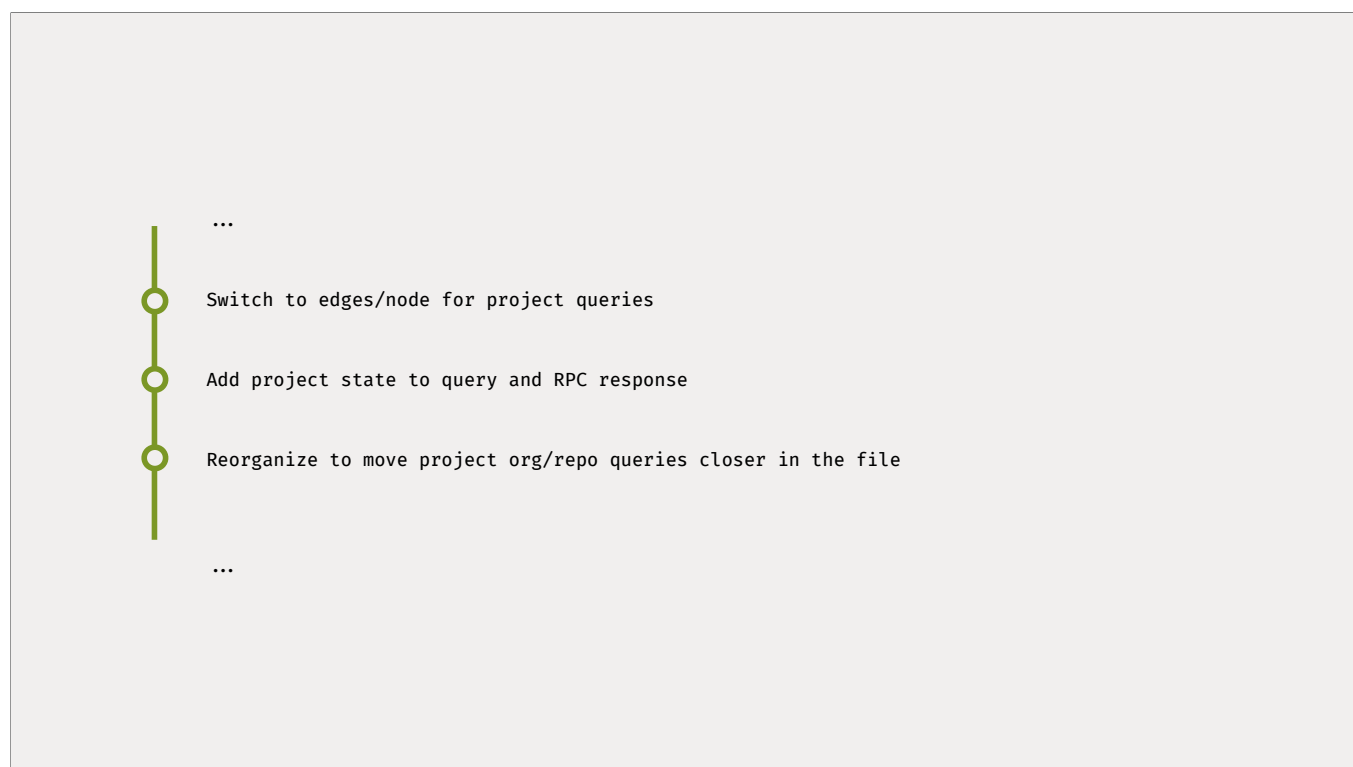 ...
Switch to edges/node for project queries
Add project state to query and RPC response
Reorganize to move project org/repo queries closer in the file
...